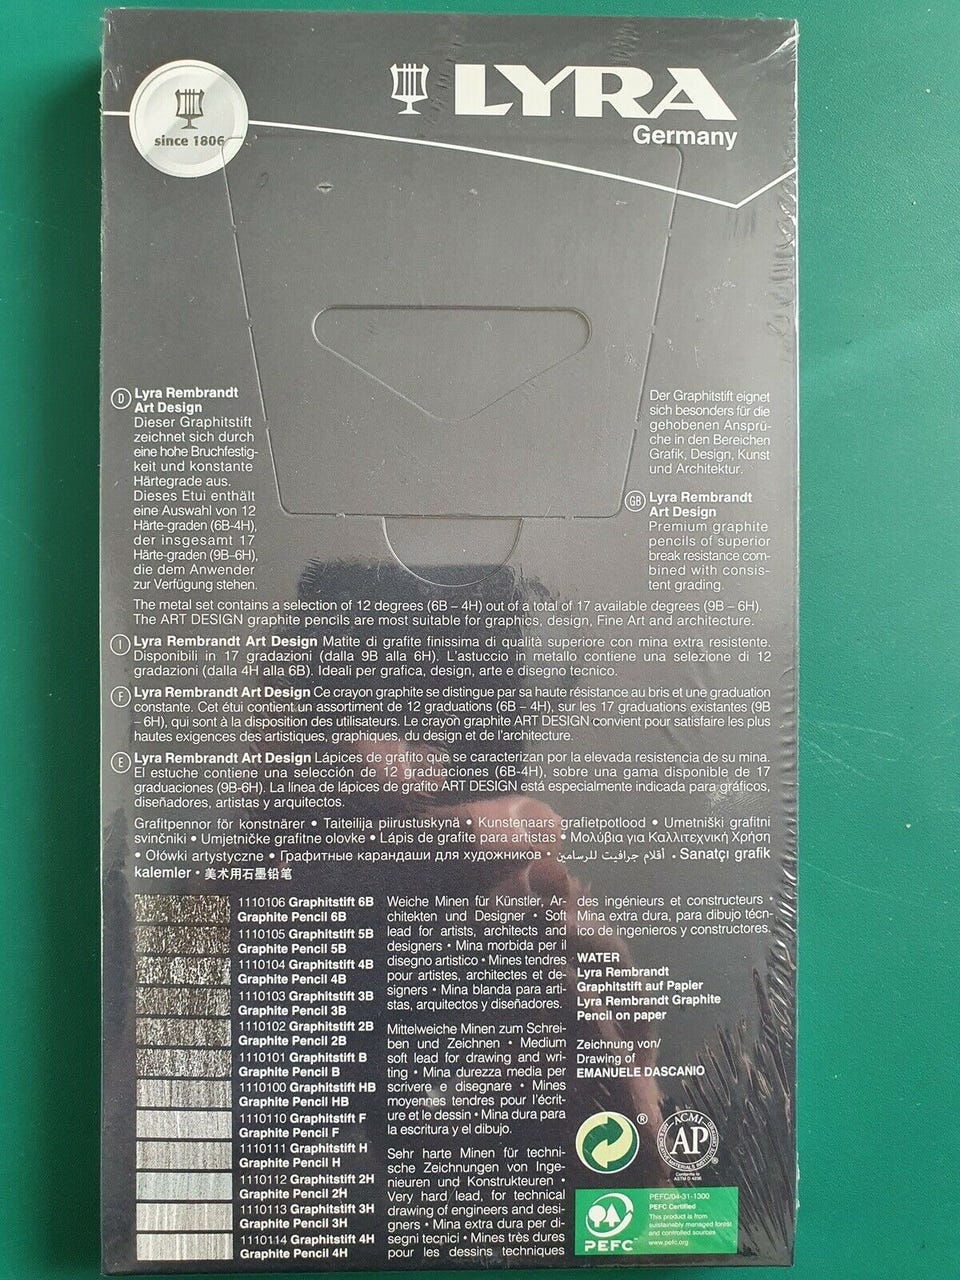 since 1806
LYRA
Germany
D Lyra Rembrandt
Art Design
Dieser Graphitstift
zeichnet sich durch
eine hohe Bruchfestig-
keit und konstante
Härtegrade aus.
Dieses Etui enthält
eine Auswahl von 12
Härte-graden (6B-4H),
der insgesamt 17
Härte-graden (9B–6H),
die dem Anwender
zur Verfügung stehen.
Der Graphitstift eignet
sich besonders für die
gehobenen Ansprü-
che in den Bereichen
Grafik, Design, Kunst
und Architektur.
GB Lyra Rembrandt
Art Design
Premium graphite
pencils of superior
break resistance com-
bined with consis-
tent grading.
The metal set contains a selection of 12 degrees (6B – 4H) out of a total of 17 available degrees (9B – 6H).
The ART DESIGN graphite pencils are most suitable for graphics, design, Fine Art and architecture.
I Lyra Rembrandt Art Design Matite di grafite finissima di qualità superiore con mina extra resistente.
Disponibili in 17 gradazioni (dalla 9B alla 6H). L'astuccio in metallo contiene una selezione di 12
gradazioni (dalla 4H alla 6B). Ideali per grafica, design, arte e disegno tecnico.
F Lyra Rembrandt Art Design Ce crayon graphite se distingue par sa haute résistance au bris et une graduation
constante. Cet étui contient un assortiment de 12 graduations (6B – 4H), sur les 17 graduations existantes (9B
– 6H), qui sont à la disposition des utilisateurs. Le crayon graphite ART DESIGN convient pour satisfaire les plus
hautes exigences des artistiques, graphiques, du design et de l'architecture.
E Lyra Rembrandt Art Design Lápices de grafito que se caracterizan por la elevada resistencia de su mina.
El estuche contiene una selección de 12 graduaciones (6B-4H), sobre una gama disponible de 17
graduaciones (9B-6H). La línea de lápices de grafito ART DESIGN está especialmente indicada para gráficos,
diseñadores, artistas y arquitectos.
Grafitpennor för konstnärer • Taiteilija piirustuskynä • Kunstenaars grafietpotlood • Umetniški grafitni
svinčniki • Umjetničke grafitne olovke • Lápis de grafite para artistas • Μολύβια για Καλλιτεχνική Χρήση
• Ołówki artystyczne • Графитные карандаши для художников • أقلام جرافيت للرسامين • Sanatçı grafik
kalemler • 美术用石墨铅笔
1110106 Graphitstift 6B
Graphite Pencil 6B
1110105 Graphitstift 5B
Graphite Pencil 5B
1110104 Graphitstift 4B
Graphite Pencil 4B
1110103 Graphitstift 3B
Graphite Pencil 3B
1110102 Graphitstift 2B
Graphite Pencil 2B
1110101 Graphitstift B
Graphite Pencil B
1110100 Graphitstift HB
Graphite Pencil HB
1110110 Graphitstift F
Graphite Pencil F
1110111 Graphitstift H
Graphite Pencil H
1110112 Graphitstift 2H
Graphite Pencil 2H
1110113 Graphitstift 3H
Graphite Pencil 3H
1110114 Graphitstift 4H
Graphite Pencil 4H
Weiche Minen für Künstler, Ar-
chitekten und Designer • Soft
lead for artists, architects and
designers • Mina morbida per il
disegno artistico • Mines tendres
pour artistes, architectes et de-
signers • Mina blanda para arti-
stas, arquitectos y diseñadores.
Mittelweiche Minen zum Schrei-
ben und Zeichnen • Medium
soft lead for drawing and wri-
ting • Mina durezza media per
scrivere e disegnare • Mines
moyennes tendres pour l'écrit-
ure et le dessin • Mina dura para
la escritura y el dibujo.
Sehr harte Minen für techni-
sche Zeichnungen von Inge-
nieuren und Konstrukteuren •
Very hard lead, for technical
drawing of engineers and desi-
gners • Mina extra dura per di-
segni tecnici • Mines très dures
pour les dessins techniques
des ingénieurs et constructeurs •
Mina extra dura, para dibujo técn-
ico de ingenieros y constructores.
WATER
Lyra Rembrandt
Graphitstift auf Papier
Lyra Rembrandt Graphite
Pencil on paper
Zeichnung von/
Drawing of
EMANUELE DASCANIO
®
ACMI
AP
Conforms to
ASTM D 4236
PEFC
PEFC/04-31-1300
PEFC Certified
This product is from
sustainably managed forest
and controlled sources
www.pefc.org